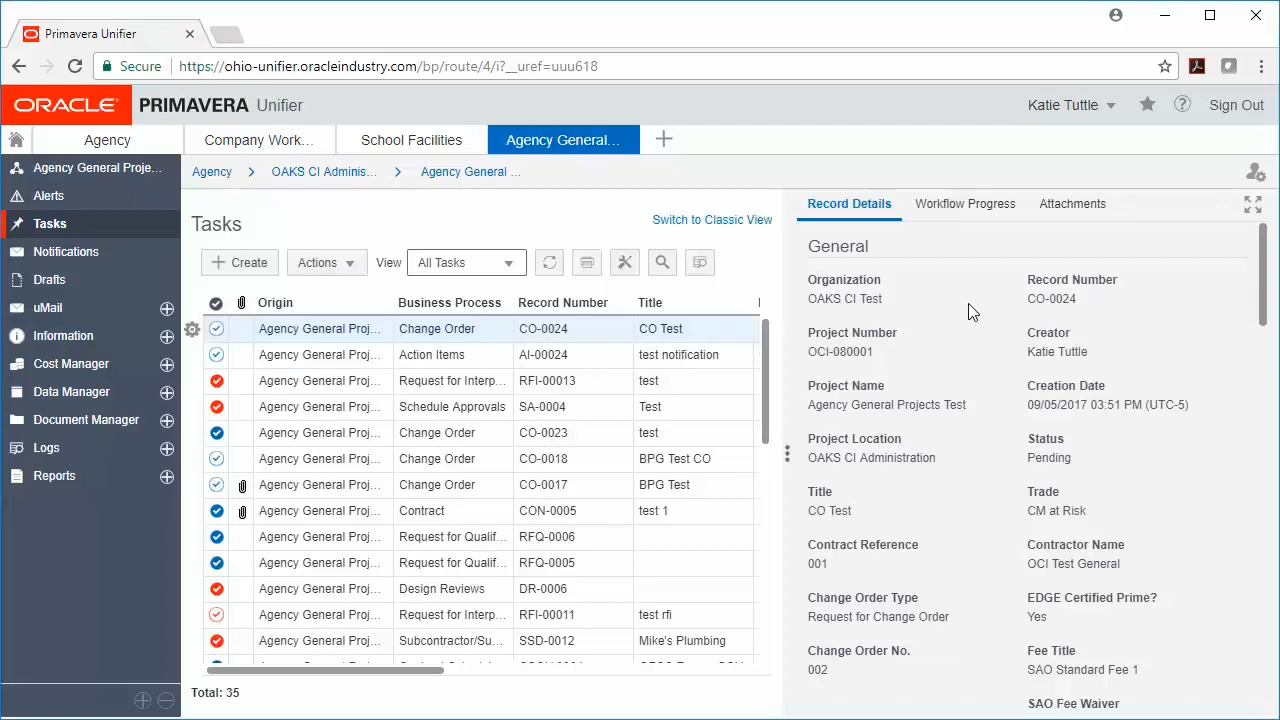 Primavera Unifier
Secure https://ohio-unifier.oracleindustry.com/bp/route/4/i?__uref=uuu618
ORACLE PRIMAVERA Unifier
Katie Tuttle Sign Out
Agency Company Work... School Facilities Agency General...
Agency General Proje...
Alerts
Tasks
Notifications
Drafts
uMail
Information
Cost Manager
Data Manager
Document Manager
Logs
Reports
Agency > OAKS CI Adminis... > Agency General ...
Tasks
Switch to Classic View
Create Actions View All Tasks
Origin Business Process Record Number Title
Agency General Proj... Change Order CO-0024 CO Test
Agency General Proj... Action Items AI-00024 test notification
Agency General Proj... Request for Interp... RFI-00013 test
Agency General Proj... Schedule Approvals SA-0004 Test
Agency General Proj... Change Order CO-0023 test
Agency General Proj... Change Order CO-0018 BPG Test CO
Agency General Proj... Change Order CO-0017 BPG Test
Agency General Proj... Contract CON-0005 test 1
Agency General Proj... Request for Qualif... RFQ-0006
Agency General Proj... Request for Qualif... RFQ-0005
Agency General Proj... Design Reviews DR-0006
Agency General Proj... Request for Interp... RFI-00011 test rfi
Agency General Proj... Subcontractor/Su... SSD-0012 Mike's Plumbing
Total: 35
Record Details Workflow Progress Attachments
General
Organization Record Number
OAKS CI Test CO-0024
Project Number Creator
OCI-080001 Katie Tuttle
Project Name Creation Date
Agency General Projects Test 09/05/2017 03:51 PM (UTC-5)
Project Location Status
OAKS CI Administration Pending
Title Trade
CO Test CM at Risk
Contract Reference Contractor Name
001 OCI Test General
Change Order Type EDGE Certified Prime?
Request for Change Order Yes
Change Order No. Fee Title
002 SAO Standard Fee 1
SAO Fee Waiver